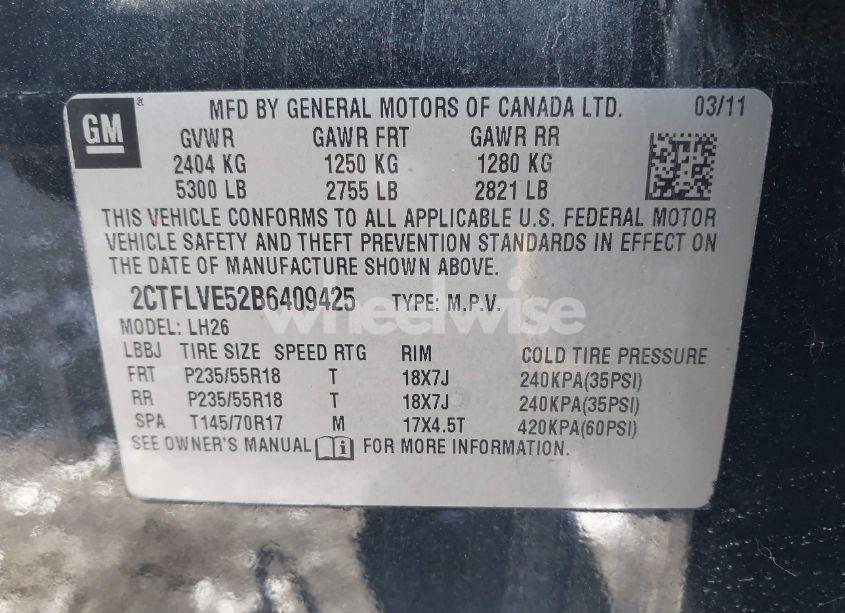 GM® MFD BY GENERAL MOTORS OF CANADA LTD. 03/11
GVWR GAWR FRT GAWR RR
2404 KG 1250 KG 1280 KG
5300 LB 2755 LB 2821 LB
THIS VEHICLE CONFORMS TO ALL APPLICABLE U.S. FEDERAL MOTOR
VEHICLE SAFETY AND THEFT PREVENTION STANDARDS IN EFFECT ON
THE DATE OF MANUFACTURE SHOWN ABOVE.
2CTFLVE52B6409425 TYPE: M.P.V.
wheelwise
MODEL: LH26
LBBJ TIRE SIZE SPEED RTG RIM COLD TIRE PRESSURE
FRT P235/55R18 T 18X7J 240KPA(35PSI)
RR P235/55R18 T 18X7J 240KPA(35PSI)
SPA T145/70R17 M 17X4.5T 420KPA(60PSI)
SEE OWNER'S MANUAL i FOR MORE INFORMATION.